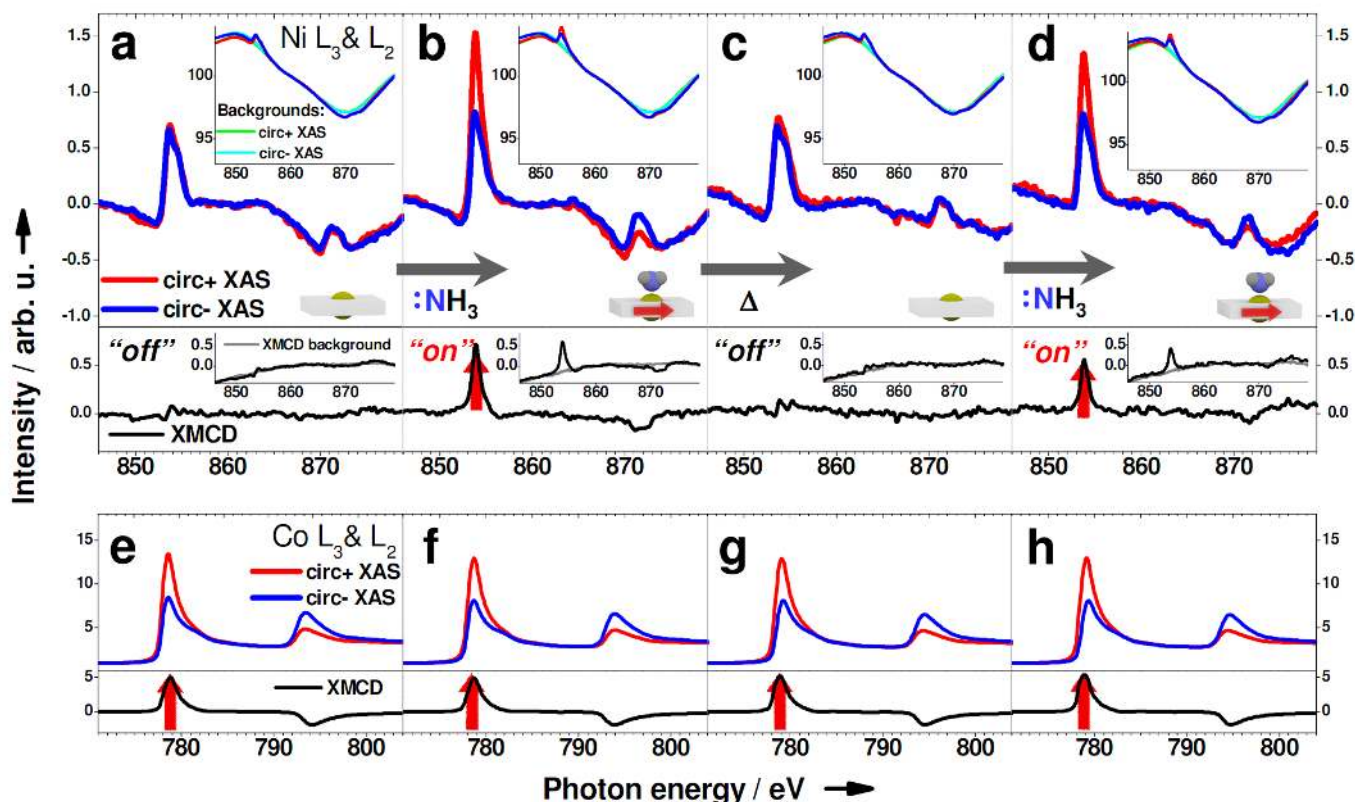 a
Ni L3& L2
b
c
d
1.5
1.0
0.5
0.0
-0.5
-1.0
1.5
1.0
0.5
0.0
-0.5
-1.0
100
95
850 860 870
Backgrounds:
circ+ XAS
circ- XAS
100
95
850 860 870
100
95
850 860 870
100
95
850 860 870
circ+ XAS
circ- XAS
:NH3
Δ
:NH3
“off”
XMCD background
“on”
“off”
“on”
0.5
0.0
0.5
0.0
0.5
0.0
850 870
0.5
0.0
850 860 870
0.5
0.0
850 860 870
0.5
0.0
850 860 870
XMCD
850 860 870 850 860 870 850 860 870 850 860 870
Intensity / arb. u.
e
Co L3& L2
f
g
h
circ+ XAS
circ- XAS
15
10
5
15
10
5
XMCD
5
0
5
0
780 790 800 780 790 800 780 790 800 780 790 800
Photon energy / eV